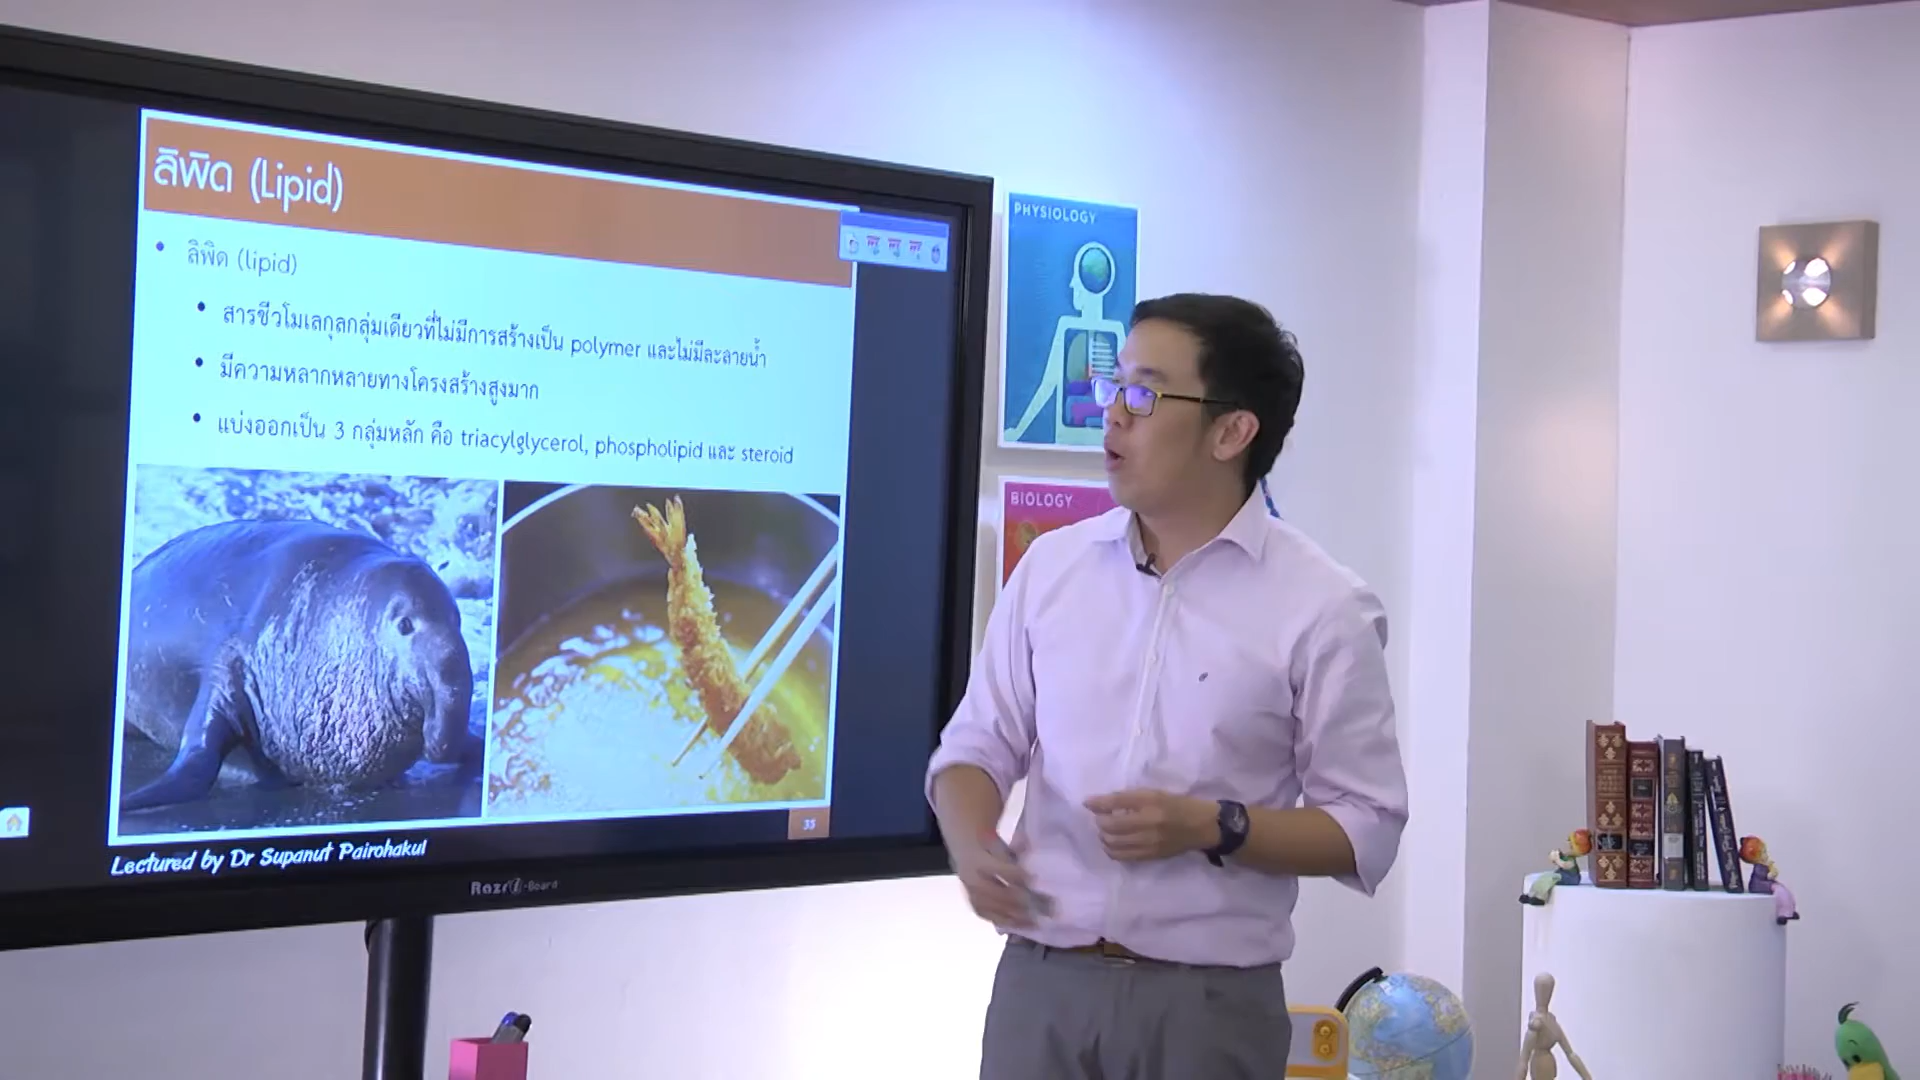 ลิพิด (Lipid)
ลิพิด (lipid)
สารชีวโมเลกุลกลุ่มเดียวที่ไม่มีการสร้างเป็น polymer และไม่มีละลายน้ำ
มีความหลากหลายทางโครงสร้างสูงมาก
แบ่งออกเป็น 3 กลุ่มหลัก คือ triacylglycerol, phospholipid และ steroid
35
Lectured by Dr Supanut Pairohakul
Razr i-Board
PHYSIOLOGY
BIOLOGY